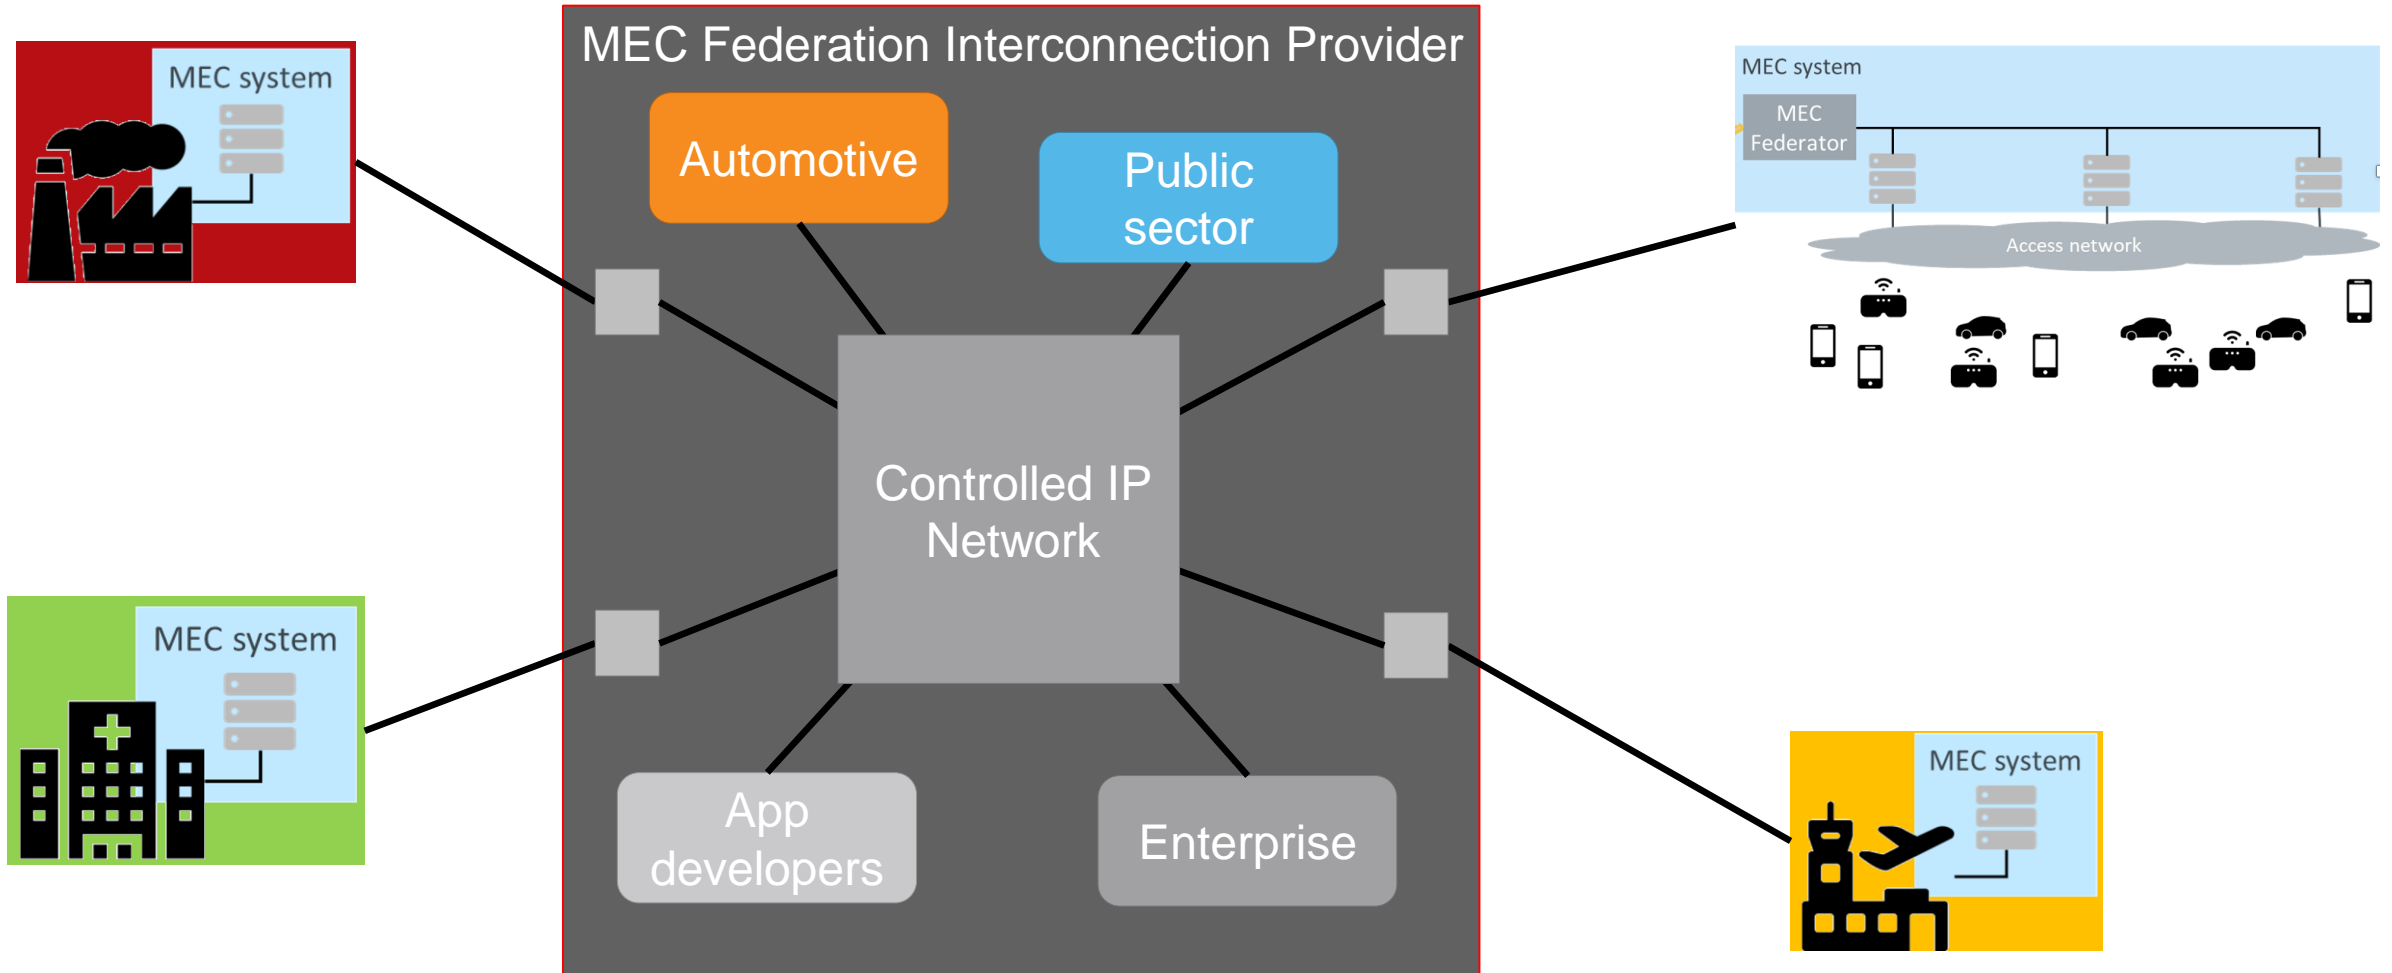 MEC Federation Interconnection Provider
MEC system
Automotive
Public
sector
MEC system
MEC
Federator
Access network
Controlled IP
Network
MEC system
App
developers
Enterprise
MEC system